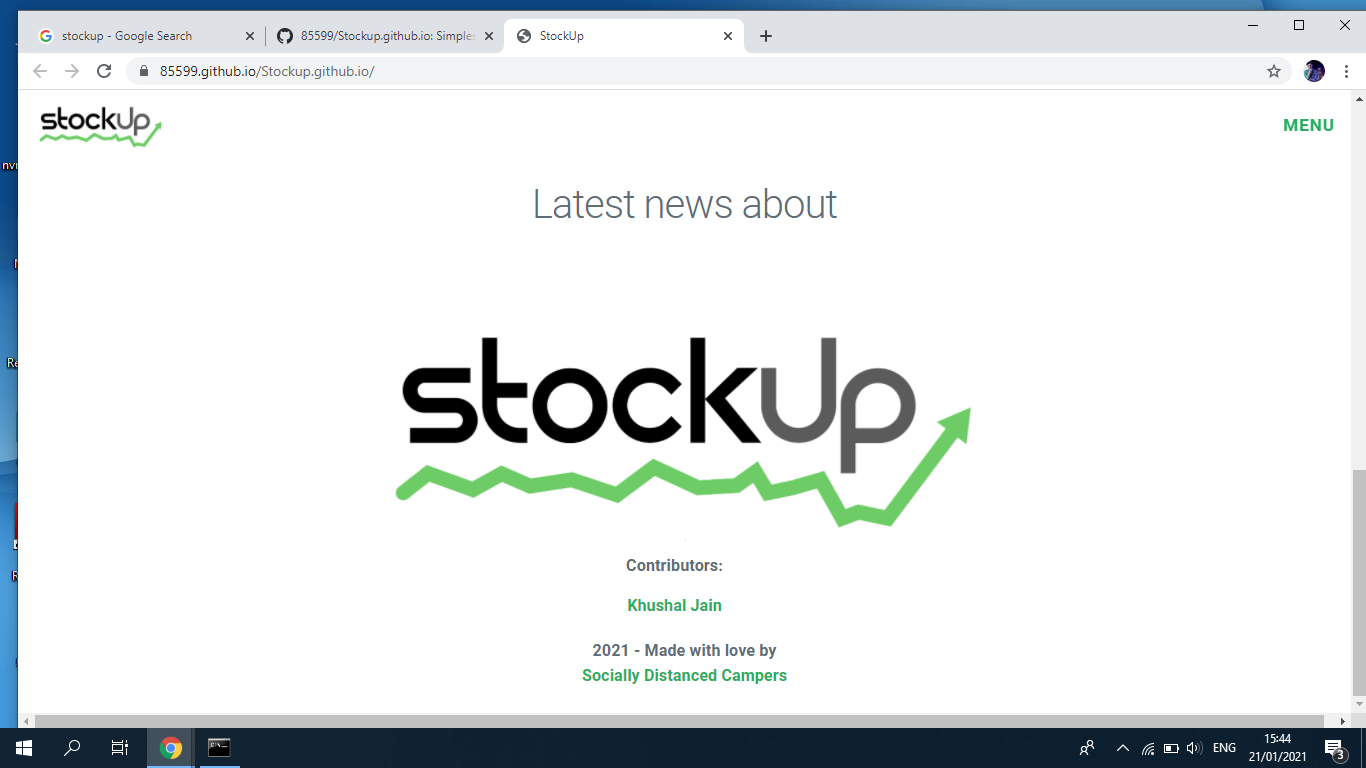 stockup - Google Search
85599/Stockup.github.io: Simples
StockUp
85599.github.io/Stockup.github.io/
stockup
MENU
Latest news about
stockup
Contributors:
Khushal Jain
2021 - Made with love by
Socially Distanced Campers
ENG
15:44
21/01/2021
3